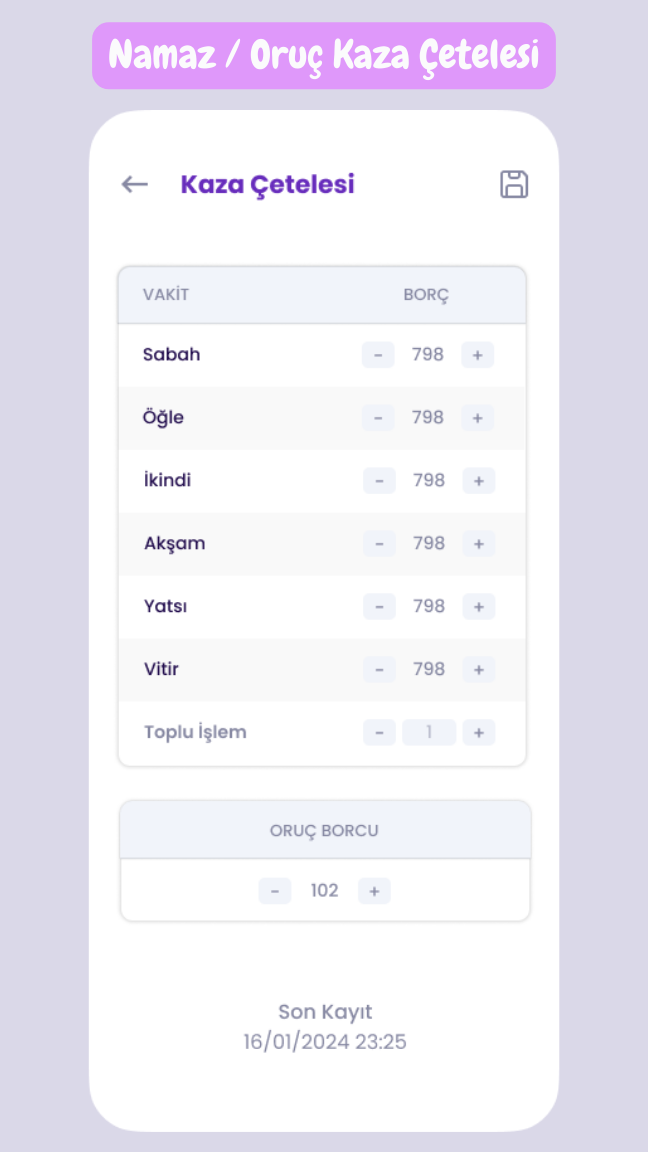 Namaz / Oruç Kaza Çetelesi
Kaza Çetelesi
VAKİT BORÇ
Sabah - 798 +
Öğle - 798 +
İkindi - 798 +
Akşam - 798 +
Yatsı - 798 +
Vitir - 798 +
Toplu İşlem - 1 +
ORUÇ BORCU
- 102 +
Son Kayıt
16/01/2024 23:25